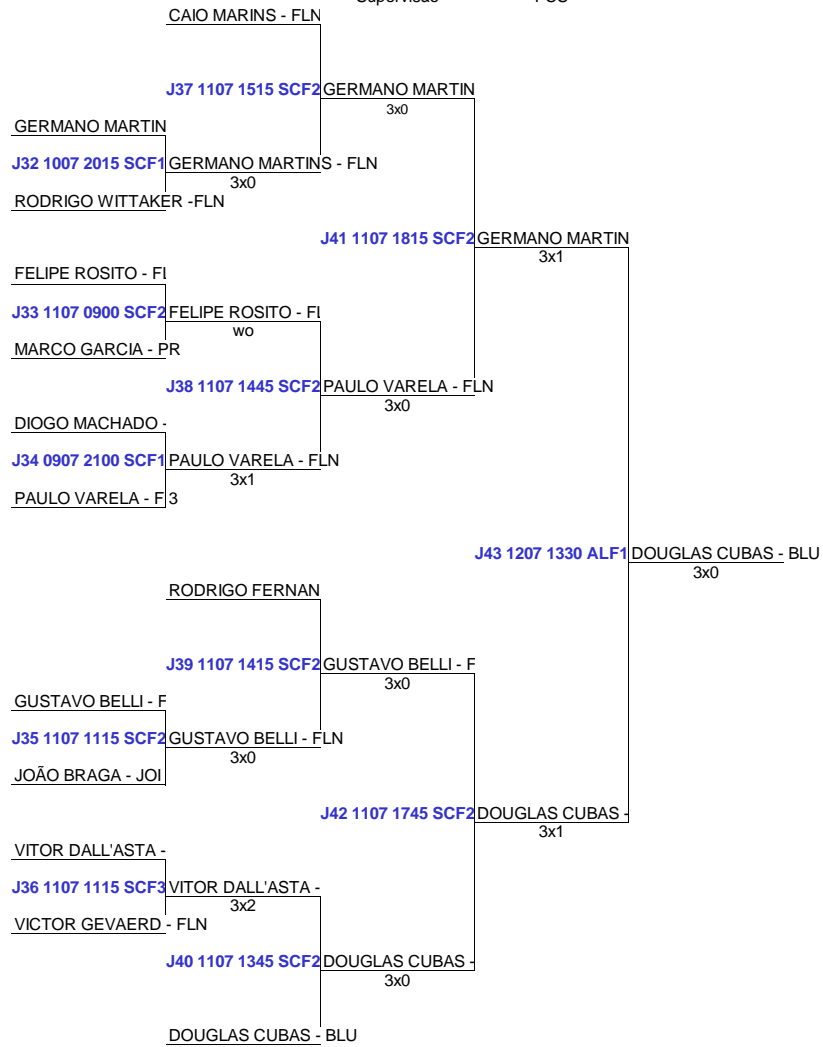 CAIO MARINS - FLN
J37 1107 1515 SCF2 GERMANO MARTIN
3x0
GERMANO MARTIN
J32 1007 2015 SCF1 GERMANO MARTINS - FLN
3x0
RODRIGO WITTAKER -FLN
J41 1107 1815 SCF2 GERMANO MARTIN
3x1
FELIPE ROSITO - FL
J33 1107 0900 SCF2 FELIPE ROSITO - FL
wo
MARCO GARCIA - PR
J38 1107 1445 SCF2 PAULO VARELA - FLN
3x0
DIOGO MACHADO -
J34 0907 2100 SCF1 PAULO VARELA - FLN
3x1
PAULO VARELA - F 3
J43 1207 1330 ALF1 DOUGLAS CUBAS - BLU
3x0
RODRIGO FERNAN
J39 1107 1415 SCF2 GUSTAVO BELLI - F
3x0
GUSTAVO BELLI - F
J35 1107 1115 SCF2 GUSTAVO BELLI - FLN
3x0
JOÃO BRAGA - JOI
J42 1107 1745 SCF2 DOUGLAS CUBAS -
3x1
VITOR DALL'ASTA -
J36 1107 1115 SCF3 VITOR DALL'ASTA -
3x2
VICTOR GEVAERD - FLN
J40 1107 1345 SCF2 DOUGLAS CUBAS -
3x0
DOUGLAS CUBAS - BLU